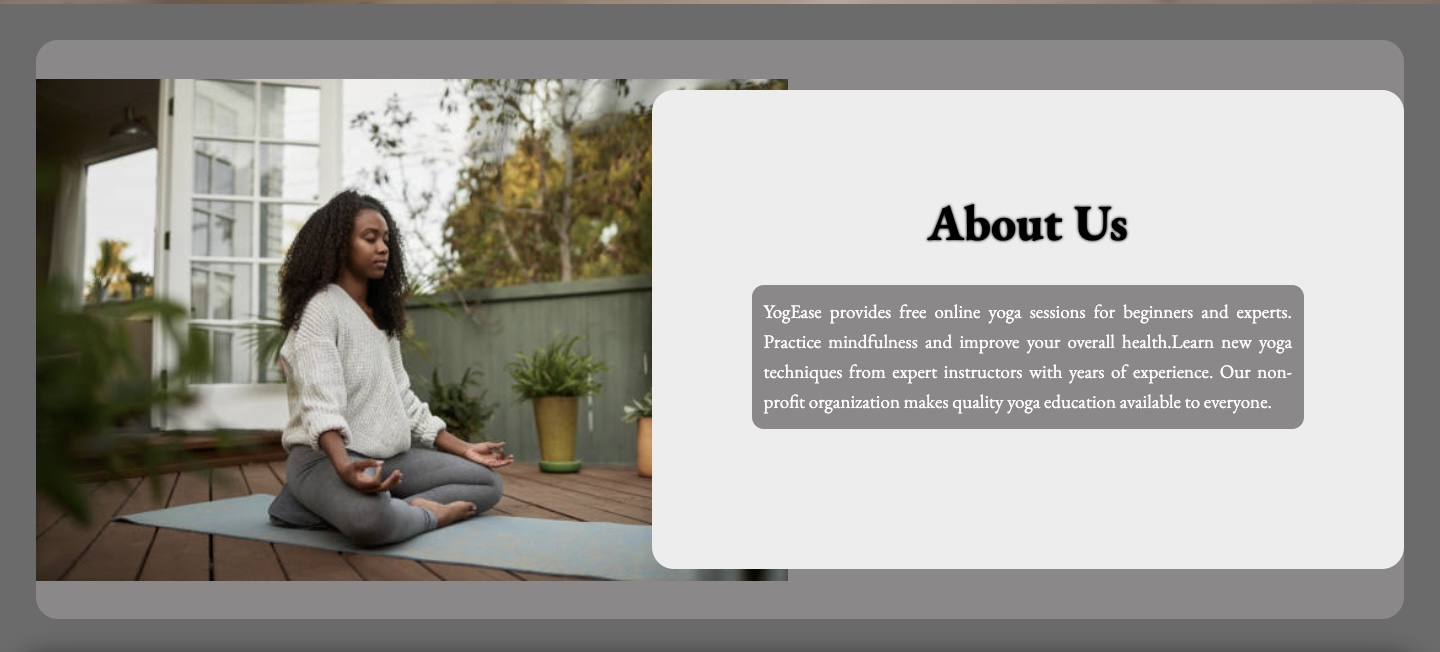 About Us
YogEase provides free online yoga sessions for beginners and experts.
Practice mindfulness and improve your overall health.Learn new yoga
techniques from expert instructors with years of experience. Our non-
profit organization makes quality yoga education available to everyone.